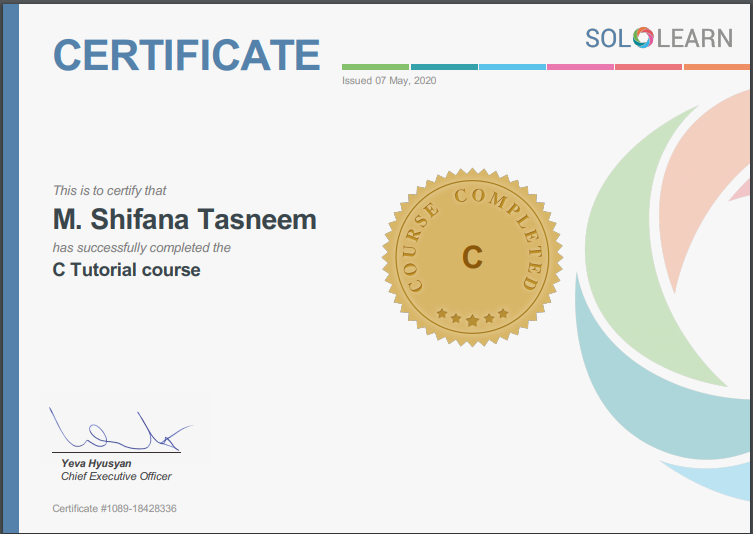 CERTIFICATE
SOLOLEARN
Issued 07 May, 2020
This is to certify that
M. Shifana Tasneem
has successfully completed the
C Tutorial course
COURSE COMPLETED
C
Yeva Hyusyan
Chief Executive Officer
Certificate #1089-18428336